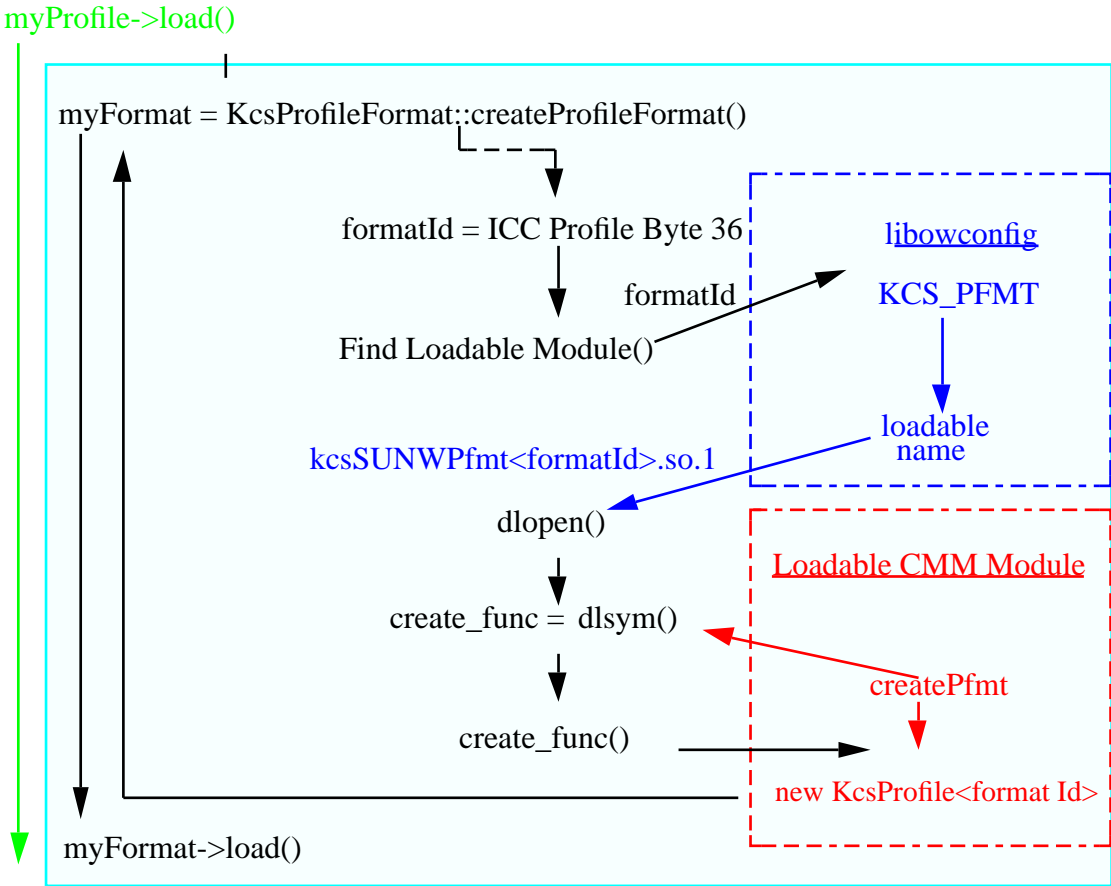 myProfile->load()
myFormat = KcsProfileFormat::createProfileFormat()
formatId = ICC Profile Byte 36
libowconfig
formatId
KCS_PFMT
Find Loadable Module()
loadable
name
kcsSUNWPfmt<formatId>.so.1
dlopen()
Loadable CMM Module
create_func = dlsym()
createPfmt
create_func()
new KcsProfile<format Id>
myFormat->load()